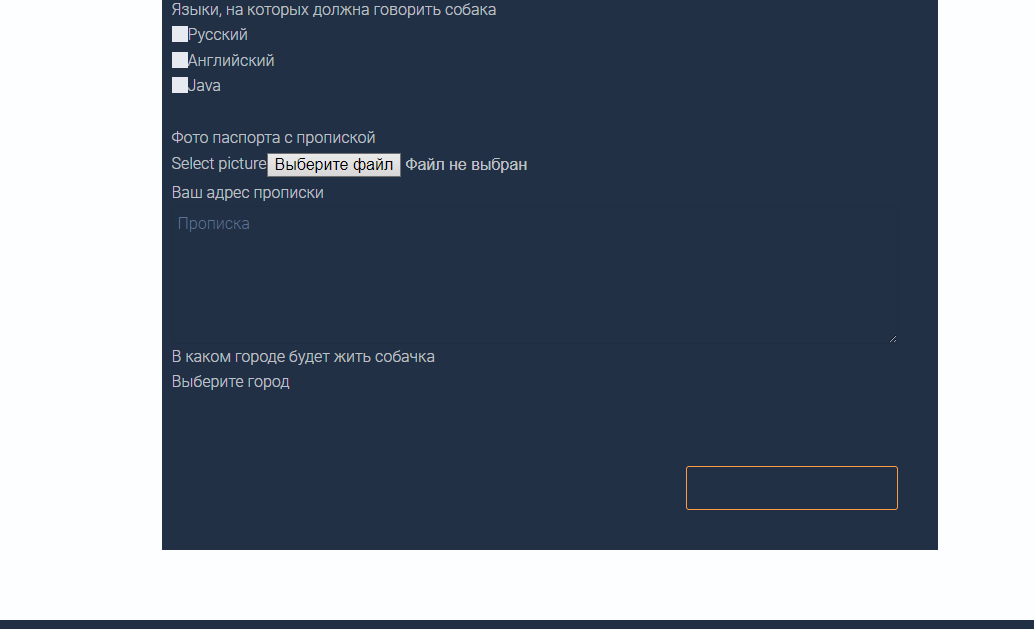 Языки, на которых должна говорить собака
Русский
Английский
Java
Фото паспорта с пропиской
Select picture Выберите файл Файл не выбран
Ваш адрес прописки
Прописка
В каком городе будет жить собачка
Выберите город